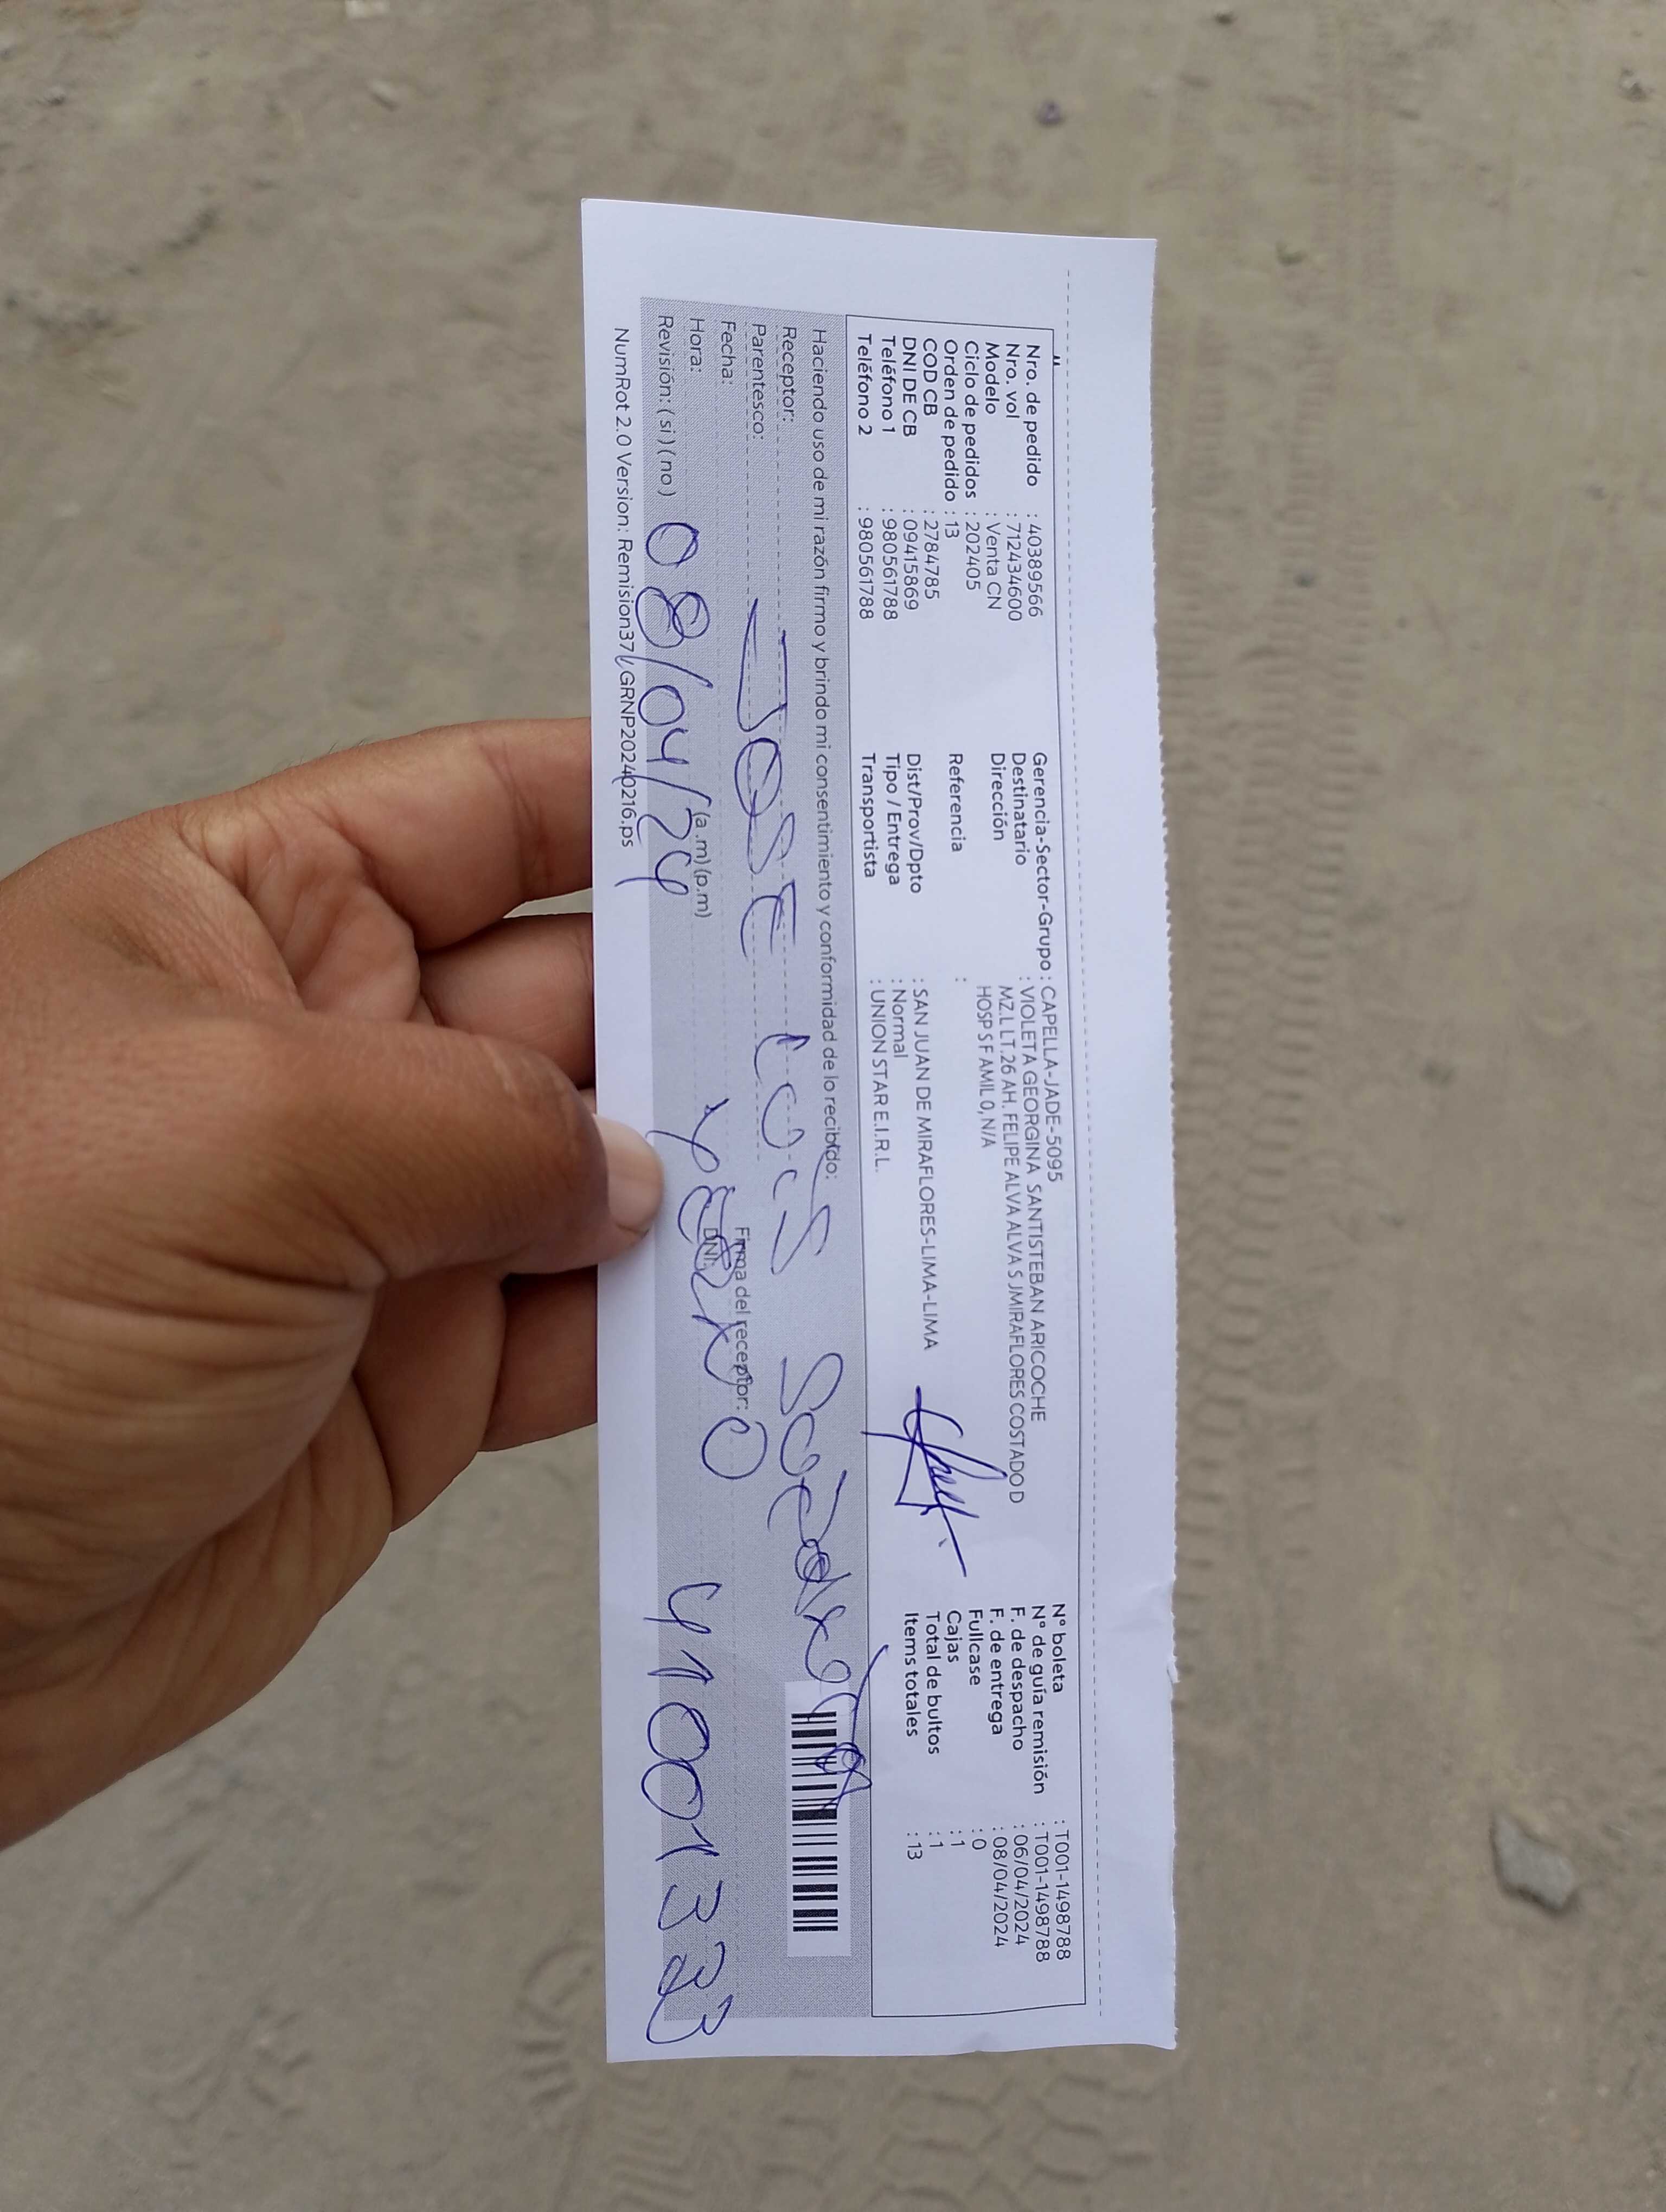 Nro. de pedido : 40389566
Nro. vol : 712434600
Modelo : Venta CN
Ciclo de pedidos : 202405
Orden de pedido : 13
COD CB : 2784785
DNI DE CB : 09415869
Teléfono 1 : 980561788
Teléfono 2 : 980561788
Gerencia-Sector-Grupo : CAPELLA-JADE-5095
Destinatario : VIOLETA GEORGINA SANTISTEBAN ARICOCHE
Dirección MZ.L LT.26 AH. FELIPE ALVA ALVA S JMIRAFLORES COSTADO D
HOSP S F AMIL 0, N/A
Referencia :
Dist/Prov/Dpto : SAN JUAN DE MIRAFLORES-LIMA-LIMA
Tipo / Entrega : Normal
Transportista : UNION STAR E.I.R.L.
N° boleta : T001-1498788
N° de guía remisión : T001-1498788
F. de despacho : 06/04/2024
F. de entrega : 08/04/2024
Fullcase : 0
Cajas : 1
Total de bultos : 1
Items totales : 13
Haciendo uso de mi razón firmo y brindo mi consentimiento y conformidad de lo recibido:
Receptor:
Parentesco: JOSE LUIS
Fecha:
Firma del receptor:
Hora: (a.m) (p.m)
DNI:
Revisión: (si) (no) 08/04/24 41001333
NumRot 2.0 Version: Remision37 GRNP20240216.ps